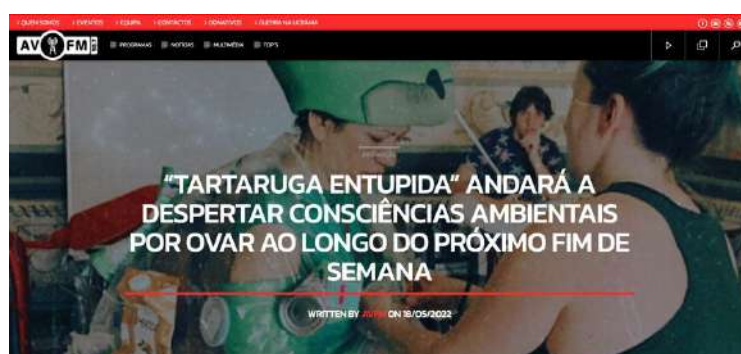 > QUEM SOMOS > EVENTOS > EQUIPA > CONTACTOS > DONATIVOS > GUERRA NA UCRÂNIA
AV FM PROGRAMAS NOTÍCIAS MULTIMÉDIA TOP'S
“TARTARUGA ENTUPIDA” ANDARÁ A
DESPERTAR CONSCIÊNCIAS AMBIENTAIS
POR OVAR AO LONGO DO PRÓXIMO FIM DE
SEMANA
WRITTEN BY AVFM ON 18/05/2022